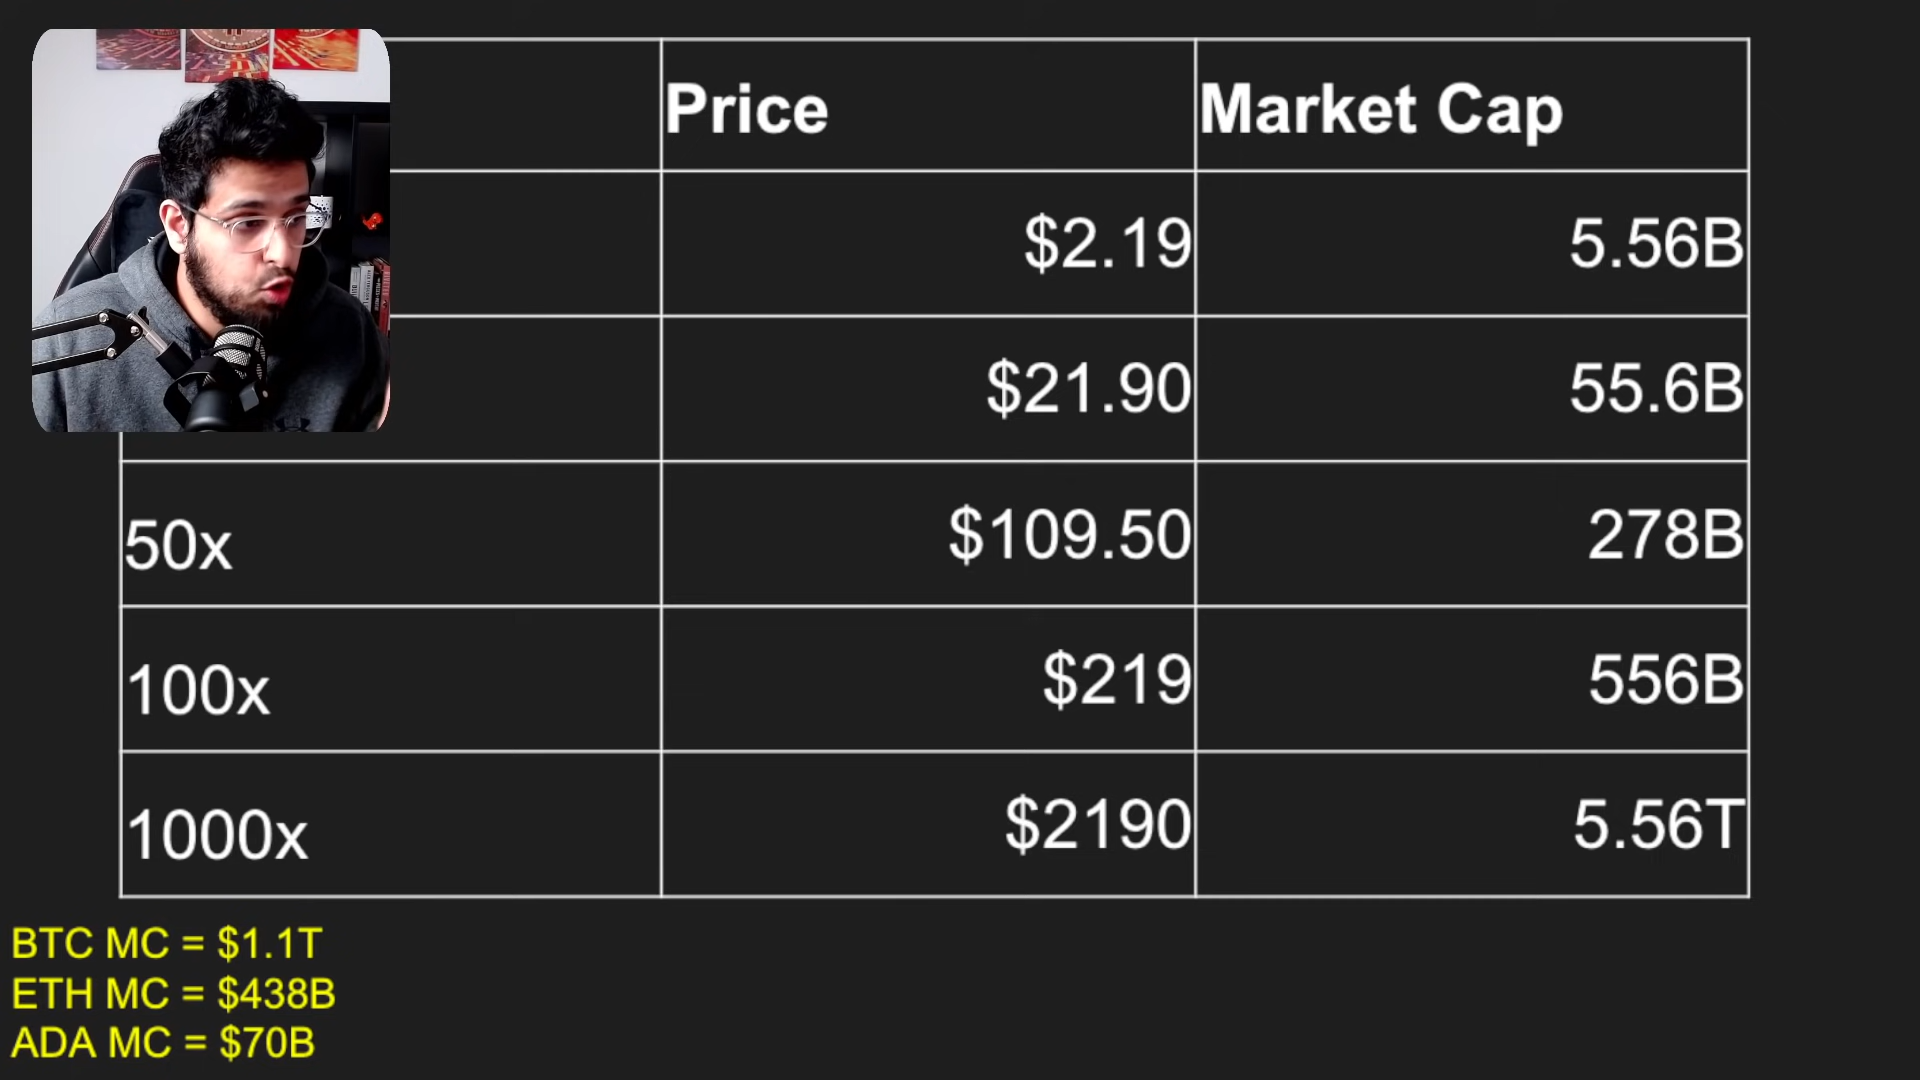 Price Market Cap
$2.19 5.56B
$21.90 55.6B
50x $109.50 278B
100x $219 556B
1000x $2190 5.56T
BTC MC = $1.1T
ETH MC = $438B
ADA MC = $70B